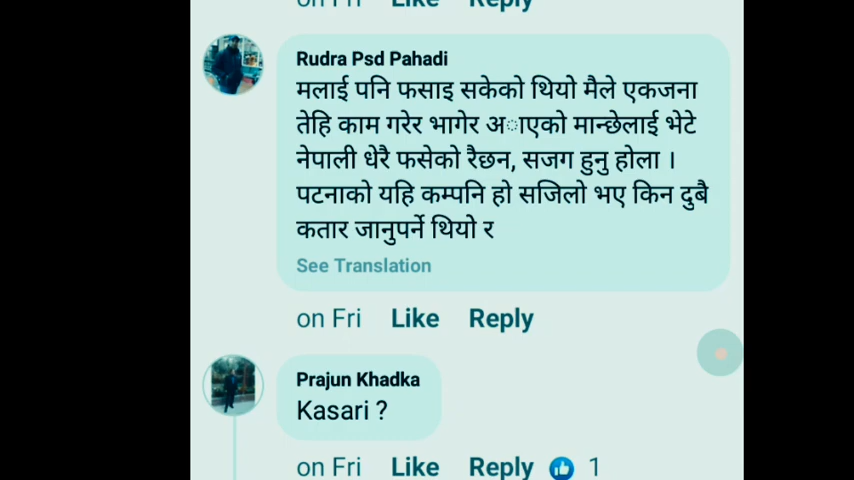 on Fri Like Reply
Rudra Psd Pahadi
मलाई पनि फसाइ सकेको थियो मैले एकजना
तेहि काम गरेर भागेर अाएको मान्छेलाई भेटे
नेपाली धेरै फसेको रैछन, सजग हुनु होला ।
पटनाको यहि कम्पनि हो सजिलो भए किन दुबै
कतार जानुपर्ने थियो र
See Translation
on Fri Like Reply
Prajun Khadka
Kasari ?
on Fri Like Reply 1